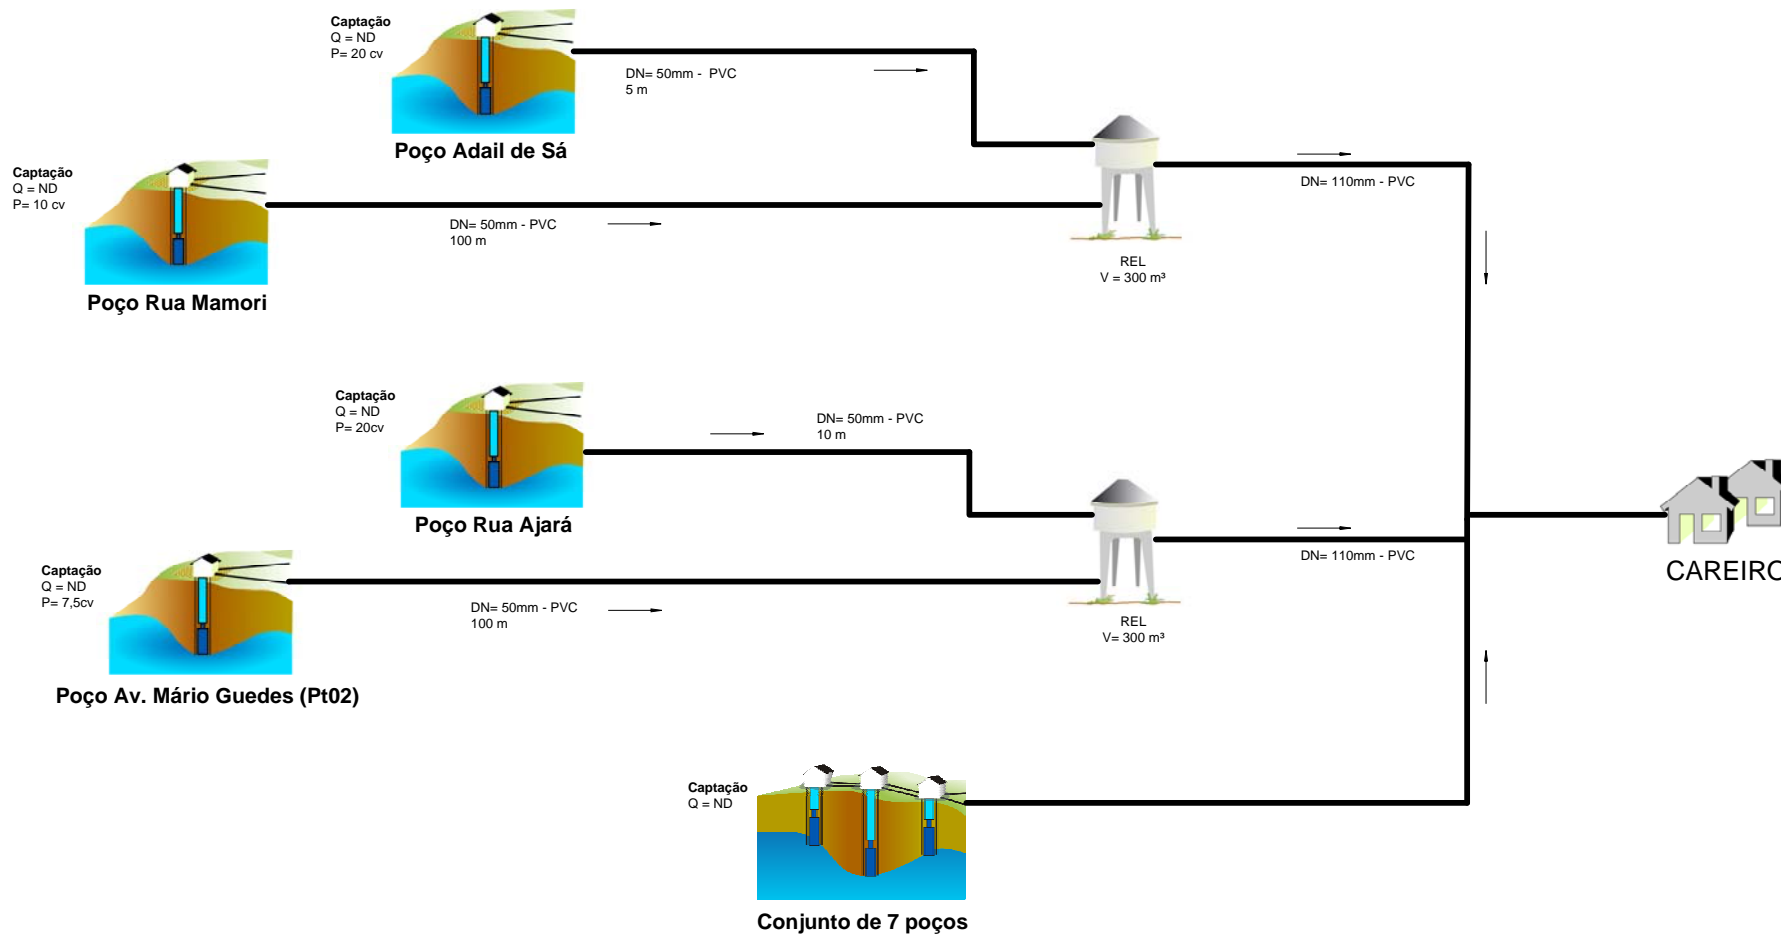 Captação
Q = ND
P= 20 cv
DN= 50mm - PVC
5 m
Poço Adail de Sá
Captação
Q = ND
P= 10 cv
DN= 50mm - PVC
100 m
Poço Rua Mamori
REL
V = 300 m³
DN= 110mm - PVC
Captação
Q = ND
P= 20cv
DN= 50mm - PVC
10 m
Poço Rua Ajará
Captação
Q = ND
P= 7,5cv
DN= 50mm - PVC
100 m
Poço Av. Mário Guedes (Pt02)
REL
V= 300 m³
DN= 110mm - PVC
CAREIRO
Captação
Q = ND
Conjunto de 7 poços